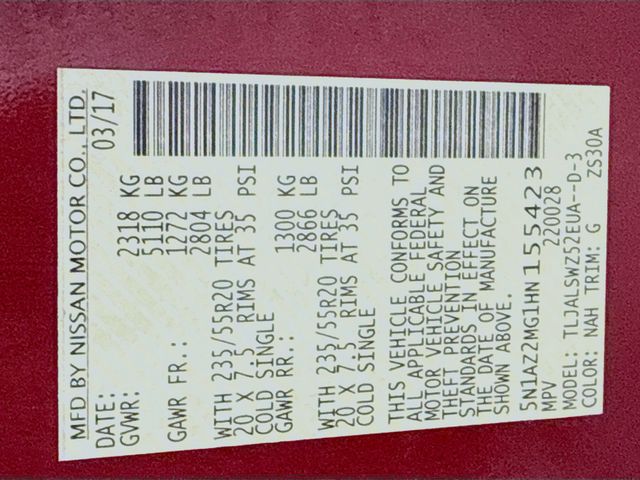 MFD BY NISSAN MOTOR CO., LTD.
DATE: 03/17
GVWR: 2318 KG
5110 LB
GAWR FR.: 1272 KG
2804 LB
WITH 235/55R20 TIRES
20 X 7.5 RIMS AT 35 PSI
COLD SINGLE
GAWR RR.: 1300 KG
2866 LB
WITH 235/55R20 TIRES
20 X 7.5 RIMS AT 35 PSI
COLD SINGLE
THIS VEHICLE CONFORMS TO
ALL APPLICABLE FEDERAL
MOTOR VEHICLE SAFETY AND
THEFT PREVENTION
STANDARDS IN EFFECT ON
THE DATE OF MANUFACTURE
SHOWN ABOVE.
5N1AZ2MG1HN155423
MPV 220028
MODEL: TLJALSWZ52EUA--D-3
COLOR: NAH TRIM: G ZS30A